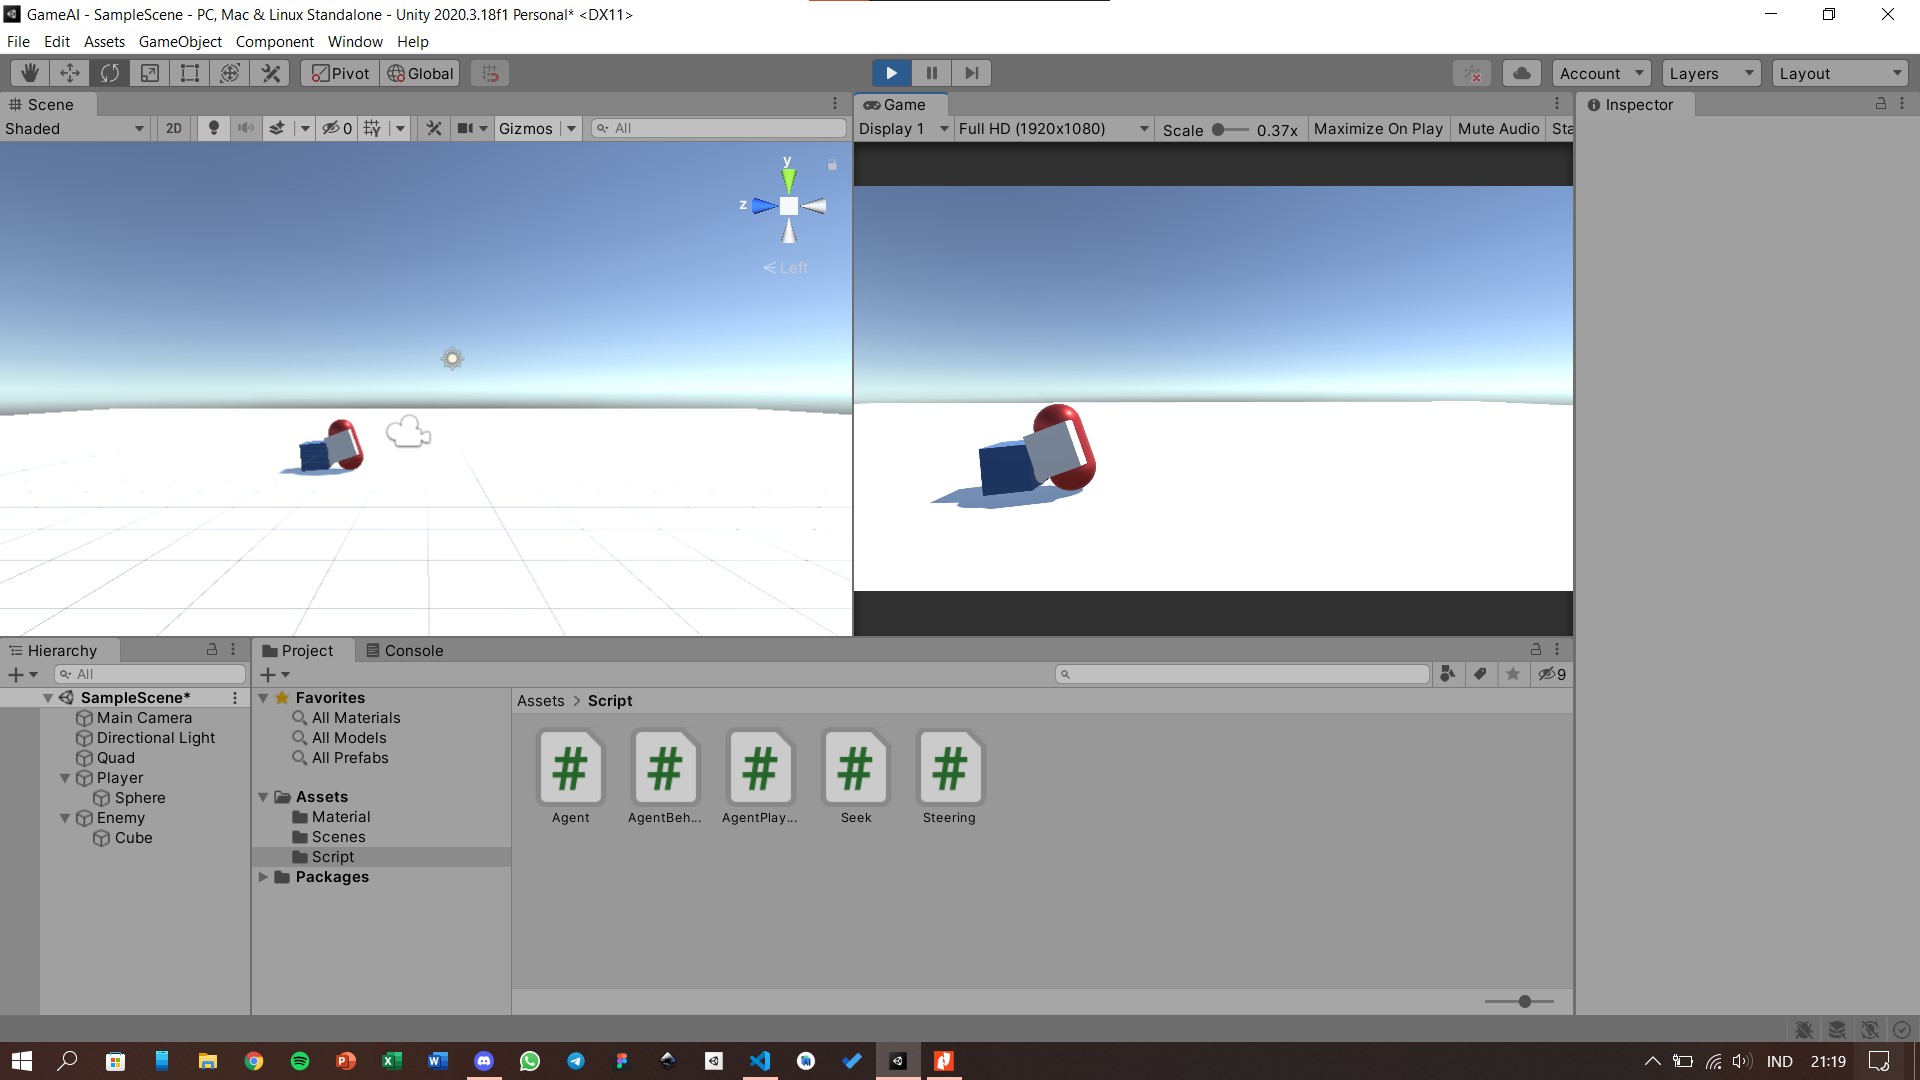 GameAI - SampleScene - PC, Mac & Linux Standalone - Unity 2020.3.18f1 Personal* <DX11>
File Edit Assets GameObject Component Window Help
Pivot Global Account Layers Layout
Scene
Shaded 2D 0 Gizmos All
y
z
Left
Game
Display 1 Full HD (1920x1080) Scale 0.37x Maximize On Play Mute Audio Sta
Inspector
Hierarchy
All
SampleScene*
Main Camera
Directional Light
Quad
Player
Sphere
Enemy
Cube
Project Console
9
Favorites
All Materials
All Models
All Prefabs
Assets
Material
Scenes
Script
Packages
Assets > Script
# # # # #
Agent AgentBeh... AgentPlay... Seek Steering
IND 21:19